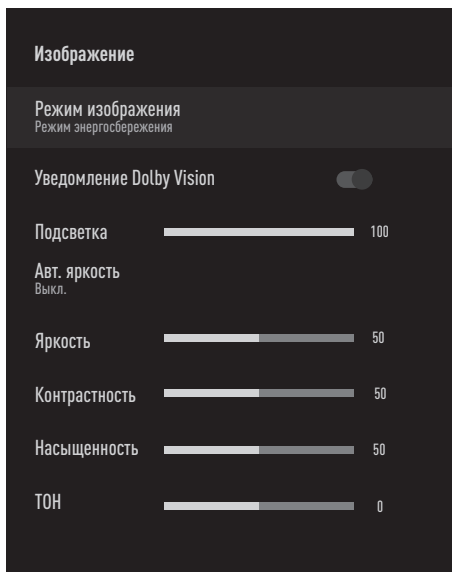 Изображение
Режим изображения
Режим энергосбережения
Уведомление Dolby Vision
Подсветка 100
Авт. яркость
Выкл.
Яркость 50
Контрастность 50
Насыщенность 50
ТОН 0